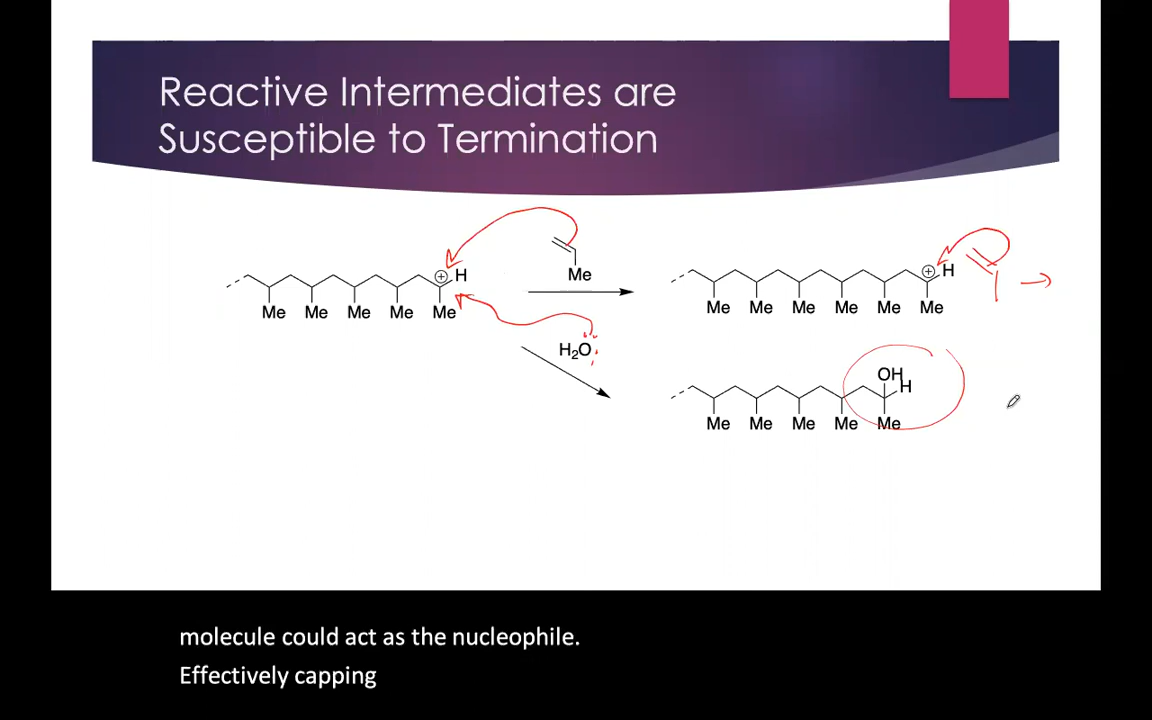 Reactive Intermediates are
Susceptible to Termination
⊕ H
Me
⊕ H
Me Me Me Me Me
Me Me Me Me Me Me
H₂O
OH
H
Me Me Me Me Me
molecule could act as the nucleophile.
Effectively capping